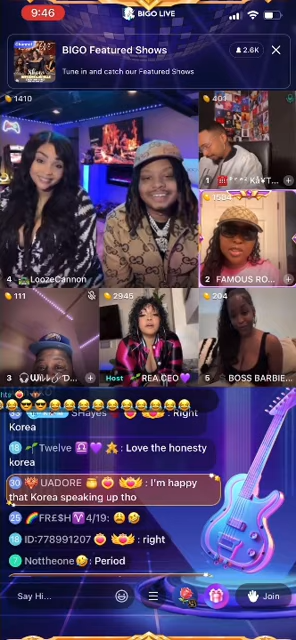 9:46
BIGO LIVE
BIGO Featured Shows
2.6K
Tune in and catch our Featured Shows
1410
401
1
1584
4 LoozeCannon
2 FAMOUS RO...
111
2945
204
3
Host REA.CEO
5 BOSS BARBIE...
SHayes : Right
Korea
18 Twelve : Love the honesty
korea
30 UADORE : I'm happy
that Korea speaking up tho
25 FRESH 4/19:
18 ID:778991207 : right
7 Nottheone : Period
Say Hi...
Join